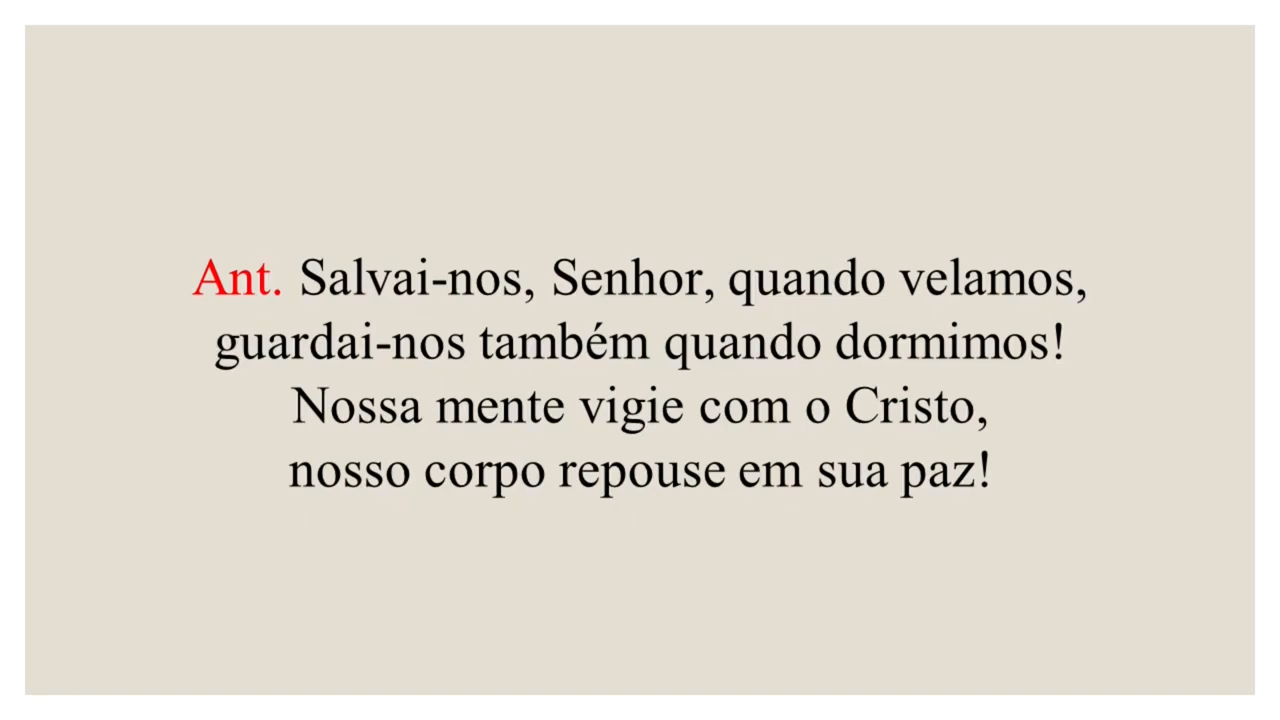 Ant. Salvai-nos, Senhor, quando velamos,
guardai-nos também quando dormimos!
Nossa mente vigie com o Cristo,
nosso corpo repouse em sua paz!